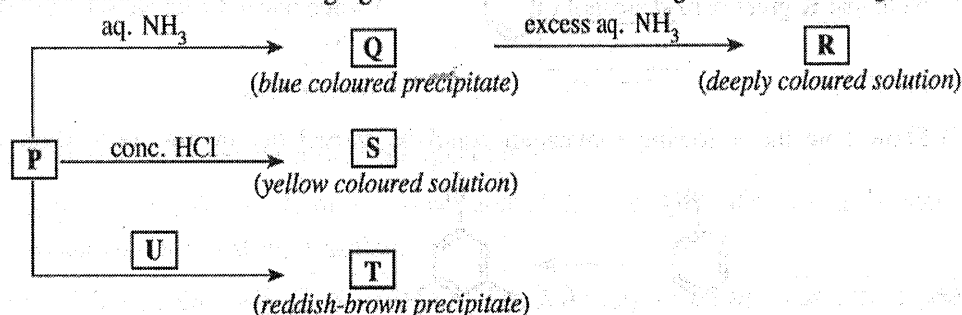 aq. NH₃
Q
(blue coloured precipitate)
excess aq. NH₃
R
(deeply coloured solution)
P
conc. HCl
S
(yellow coloured solution)
U
T
(reddish-brown precipitate)